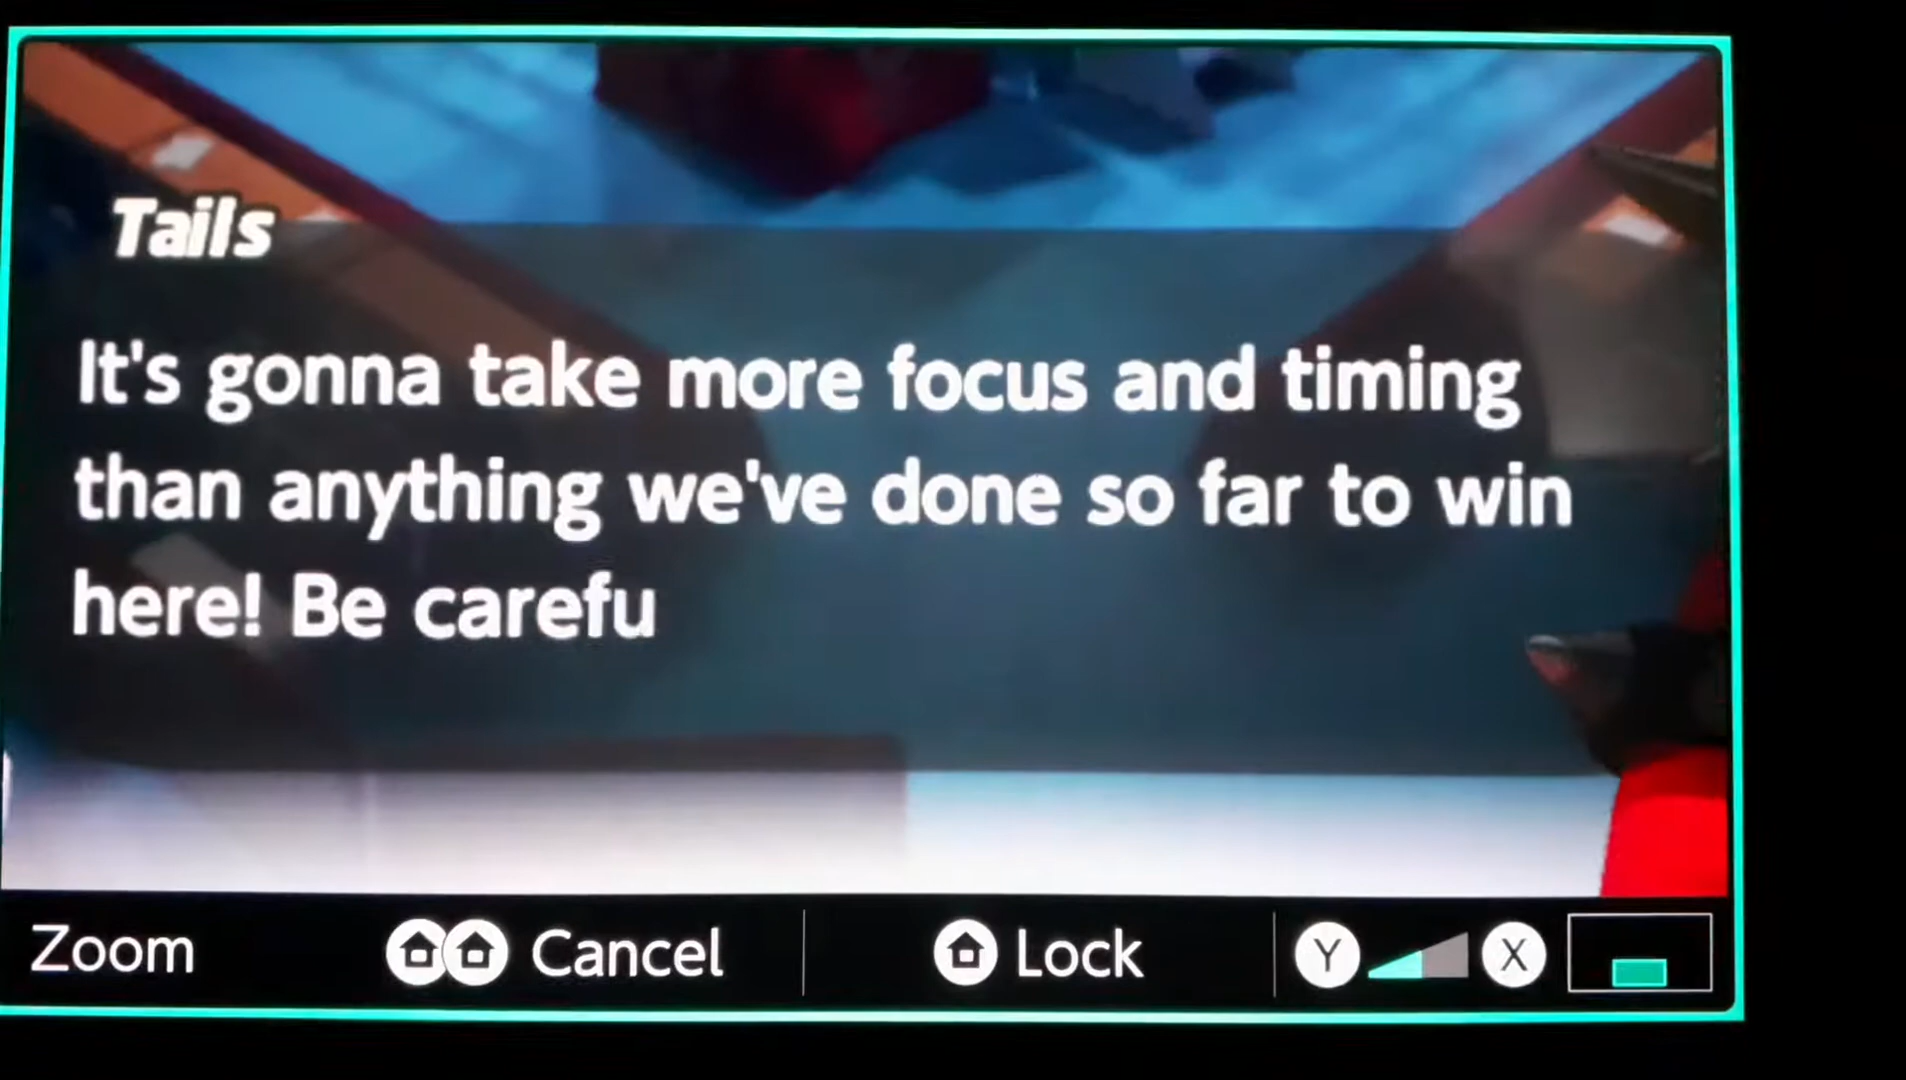 Tails
It's gonna take more focus and timing
than anything we've done so far to win
here! Be carefu
Zoom
Cancel
Lock
Y
X